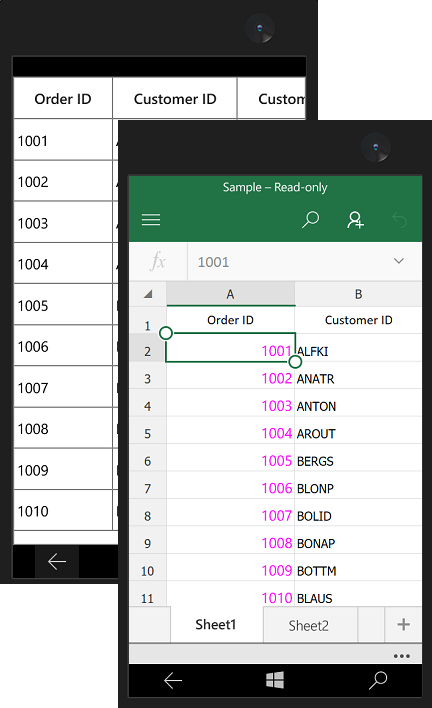 Order ID Customer ID Custom
1001
1002
1003
1004
1005
1006
1007
1008
1009
1010
Sample – Read-only
fx 1001
A B
1 Order ID Customer ID
2 1001 ALFKI
3 1002 ANATR
4 1003 ANTON
5 1004 AROUT
6 1005 BERGS
7 1006 BLONP
8 1007 BOLID
9 1008 BONAP
10 1009 BOTTM
11 1010 BLAUS
Sheet1 Sheet2 +